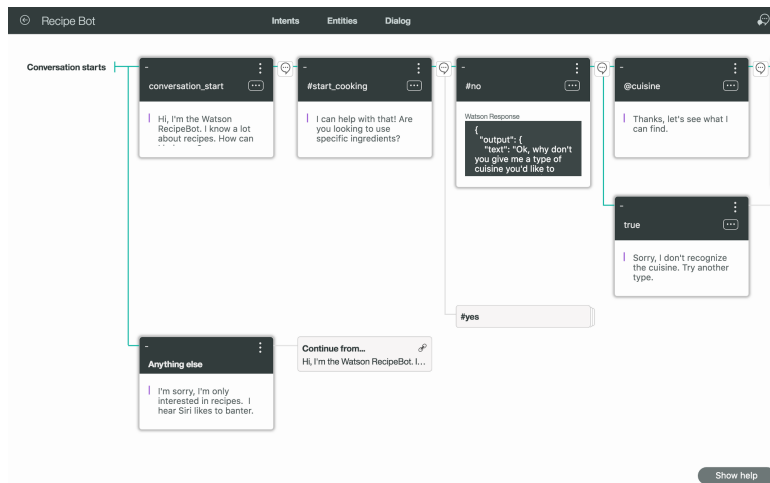 Recipe Bot
Intents
Entities
Dialog
Conversation starts
-
conversation_start
Hi, I'm the Watson
RecipeBot. I know a lot
about recipes. How can
-
#start_cooking
I can help with that! Are
you looking to use
specific ingredients?
-
#no
Watson Response
{
"output": {
"text": "Ok, why don't
you give me a type of
cuisine you'd like to
-
@cuisine
Thanks, let's see what I
can find.
-
true
Sorry, I don't recognize
the cuisine. Try another
type.
#yes
-
Anything else
I'm sorry, I'm only
interested in recipes. I
hear Siri likes to banter.
Continue from...
Hi, I'm the Watson RecipeBot. I...
Show help